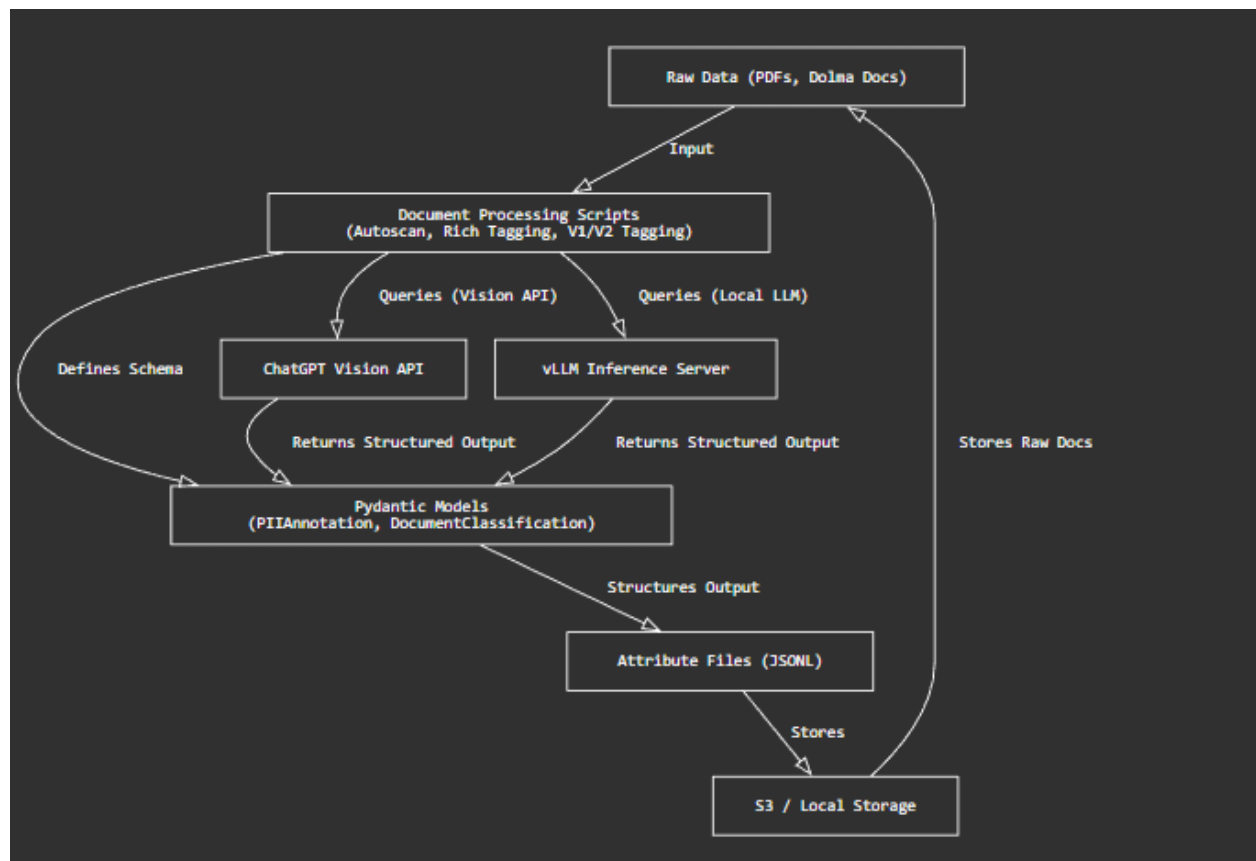 Raw Data (PDFs, Dolma Docs)
Input
Document Processing Scripts
(Autoscan, Rich Tagging, V1/V2 Tagging)
Queries (Vision API)
Queries (Local LLM)
Defines Schema
ChatGPT Vision API
vLLM Inference Server
Returns Structured Output
Returns Structured Output
Stores Raw Docs
Pydantic Models
(PIIAnnotation, DocumentClassification)
Structures Output
Attribute Files (JSONL)
Stores
S3 / Local Storage